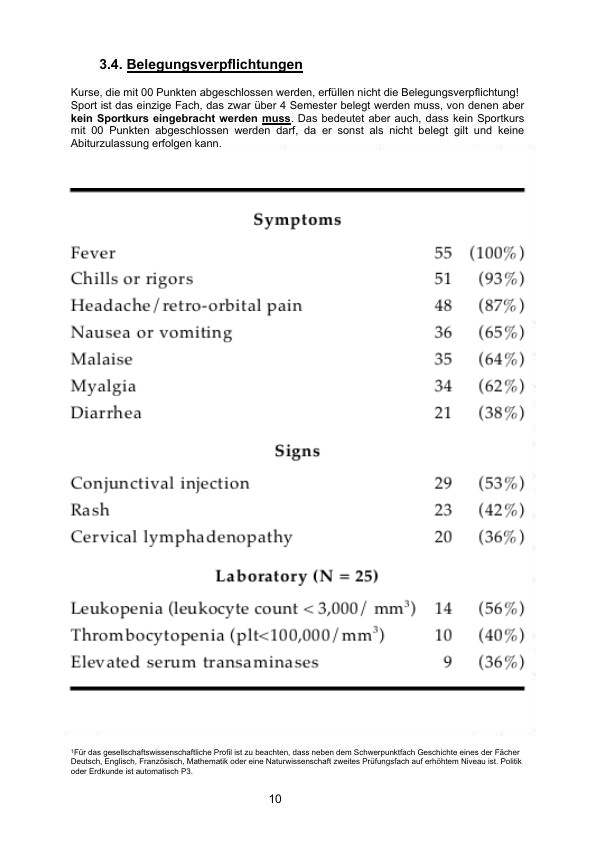 3.4. Belegungsverpflichtungen
Kurse, die mit 00 Punkten abgeschlossen werden, erfüllen nicht die Belegungsverpflichtung!
Sport ist das einzige Fach, das zwar über 4 Semester belegt werden muss, von denen aber
kein Sportkurs eingebracht werden muss. Das bedeutet aber auch, dass kein Sportkurs
mit 00 Punkten abgeschlossen werden darf, da er sonst als nicht belegt gilt und keine
Abiturzulassung erfolgen kann.
Symptoms
Fever 55 (100%)
Chills or rigors 51 (93%)
Headache/retro-orbital pain 48 (87%)
Nausea or vomiting 36 (65%)
Malaise 35 (64%)
Myalgia 34 (62%)
Diarrhea 21 (38%)
Signs
Conjunctival injection 29 (53%)
Rash 23 (42%)
Cervical lymphadenopathy 20 (36%)
Laboratory (N = 25)
Leukopenia (leukocyte count < 3,000/ mm³) 14 (56%)
Thrombocytopenia (plt<100,000/mm³) 10 (40%)
Elevated serum transaminases 9 (36%)
¹Für das gesellschaftswissenschaftliche Profil ist zu beachten, dass neben dem Schwerpunktfach Geschichte eines der Fächer
Deutsch, Englisch, Französisch, Mathematik oder eine Naturwissenschaft zweites Prüfungsfach auf erhöhtem Niveau ist. Politik
oder Erdkunde ist automatisch P3.
10